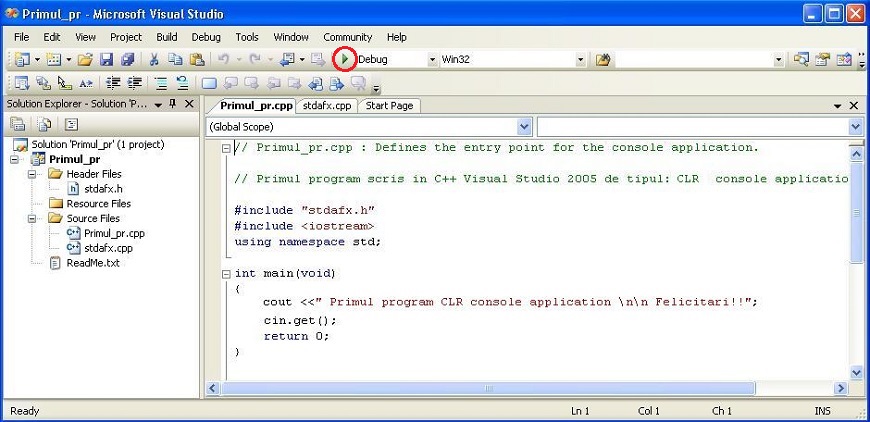 Primul_pr - Microsoft Visual Studio
File Edit View Project Build Debug Tools Window Community Help
Debug Win32
Solution Explorer - Solution 'P...
Primul_pr.cpp stdafx.cpp Start Page
(Global Scope)
Solution 'Primul_pr' (1 project)
Primul_pr
Header Files
stdafx.h
Resource Files
Source Files
Primul_pr.cpp
stdafx.cpp
ReadMe.txt
// Primul_pr.cpp : Defines the entry point for the console application.
// Primul program scris in C++ Visual Studio 2005 de tipul: CLR console applicatio
#include "stdafx.h"
#include <iostream>
using namespace std;
int main(void)
{
cout <<" Primul program CLR console application \n\n Felicitari!!";
cin.get();
return 0;
}
Ready Ln 1 Col 1 Ch 1 INS